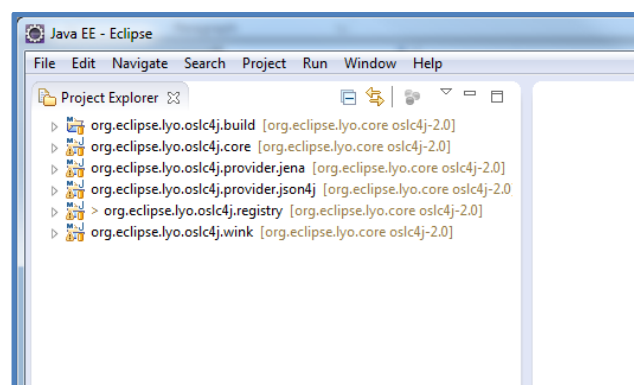 Java EE - Eclipse
File Edit Navigate Search Project Run Window Help
Project Explorer
org.eclipse.lyo.oslc4j.build [org.eclipse.lyo.core oslc4j-2.0]
org.eclipse.lyo.oslc4j.core [org.eclipse.lyo.core oslc4j-2.0]
org.eclipse.lyo.oslc4j.provider.jena [org.eclipse.lyo.core oslc4j-2.0]
org.eclipse.lyo.oslc4j.provider.json4j [org.eclipse.lyo.core oslc4j-2.0
> org.eclipse.lyo.oslc4j.registry [org.eclipse.lyo.core oslc4j-2.0]
org.eclipse.lyo.oslc4j.wink [org.eclipse.lyo.core oslc4j-2.0]